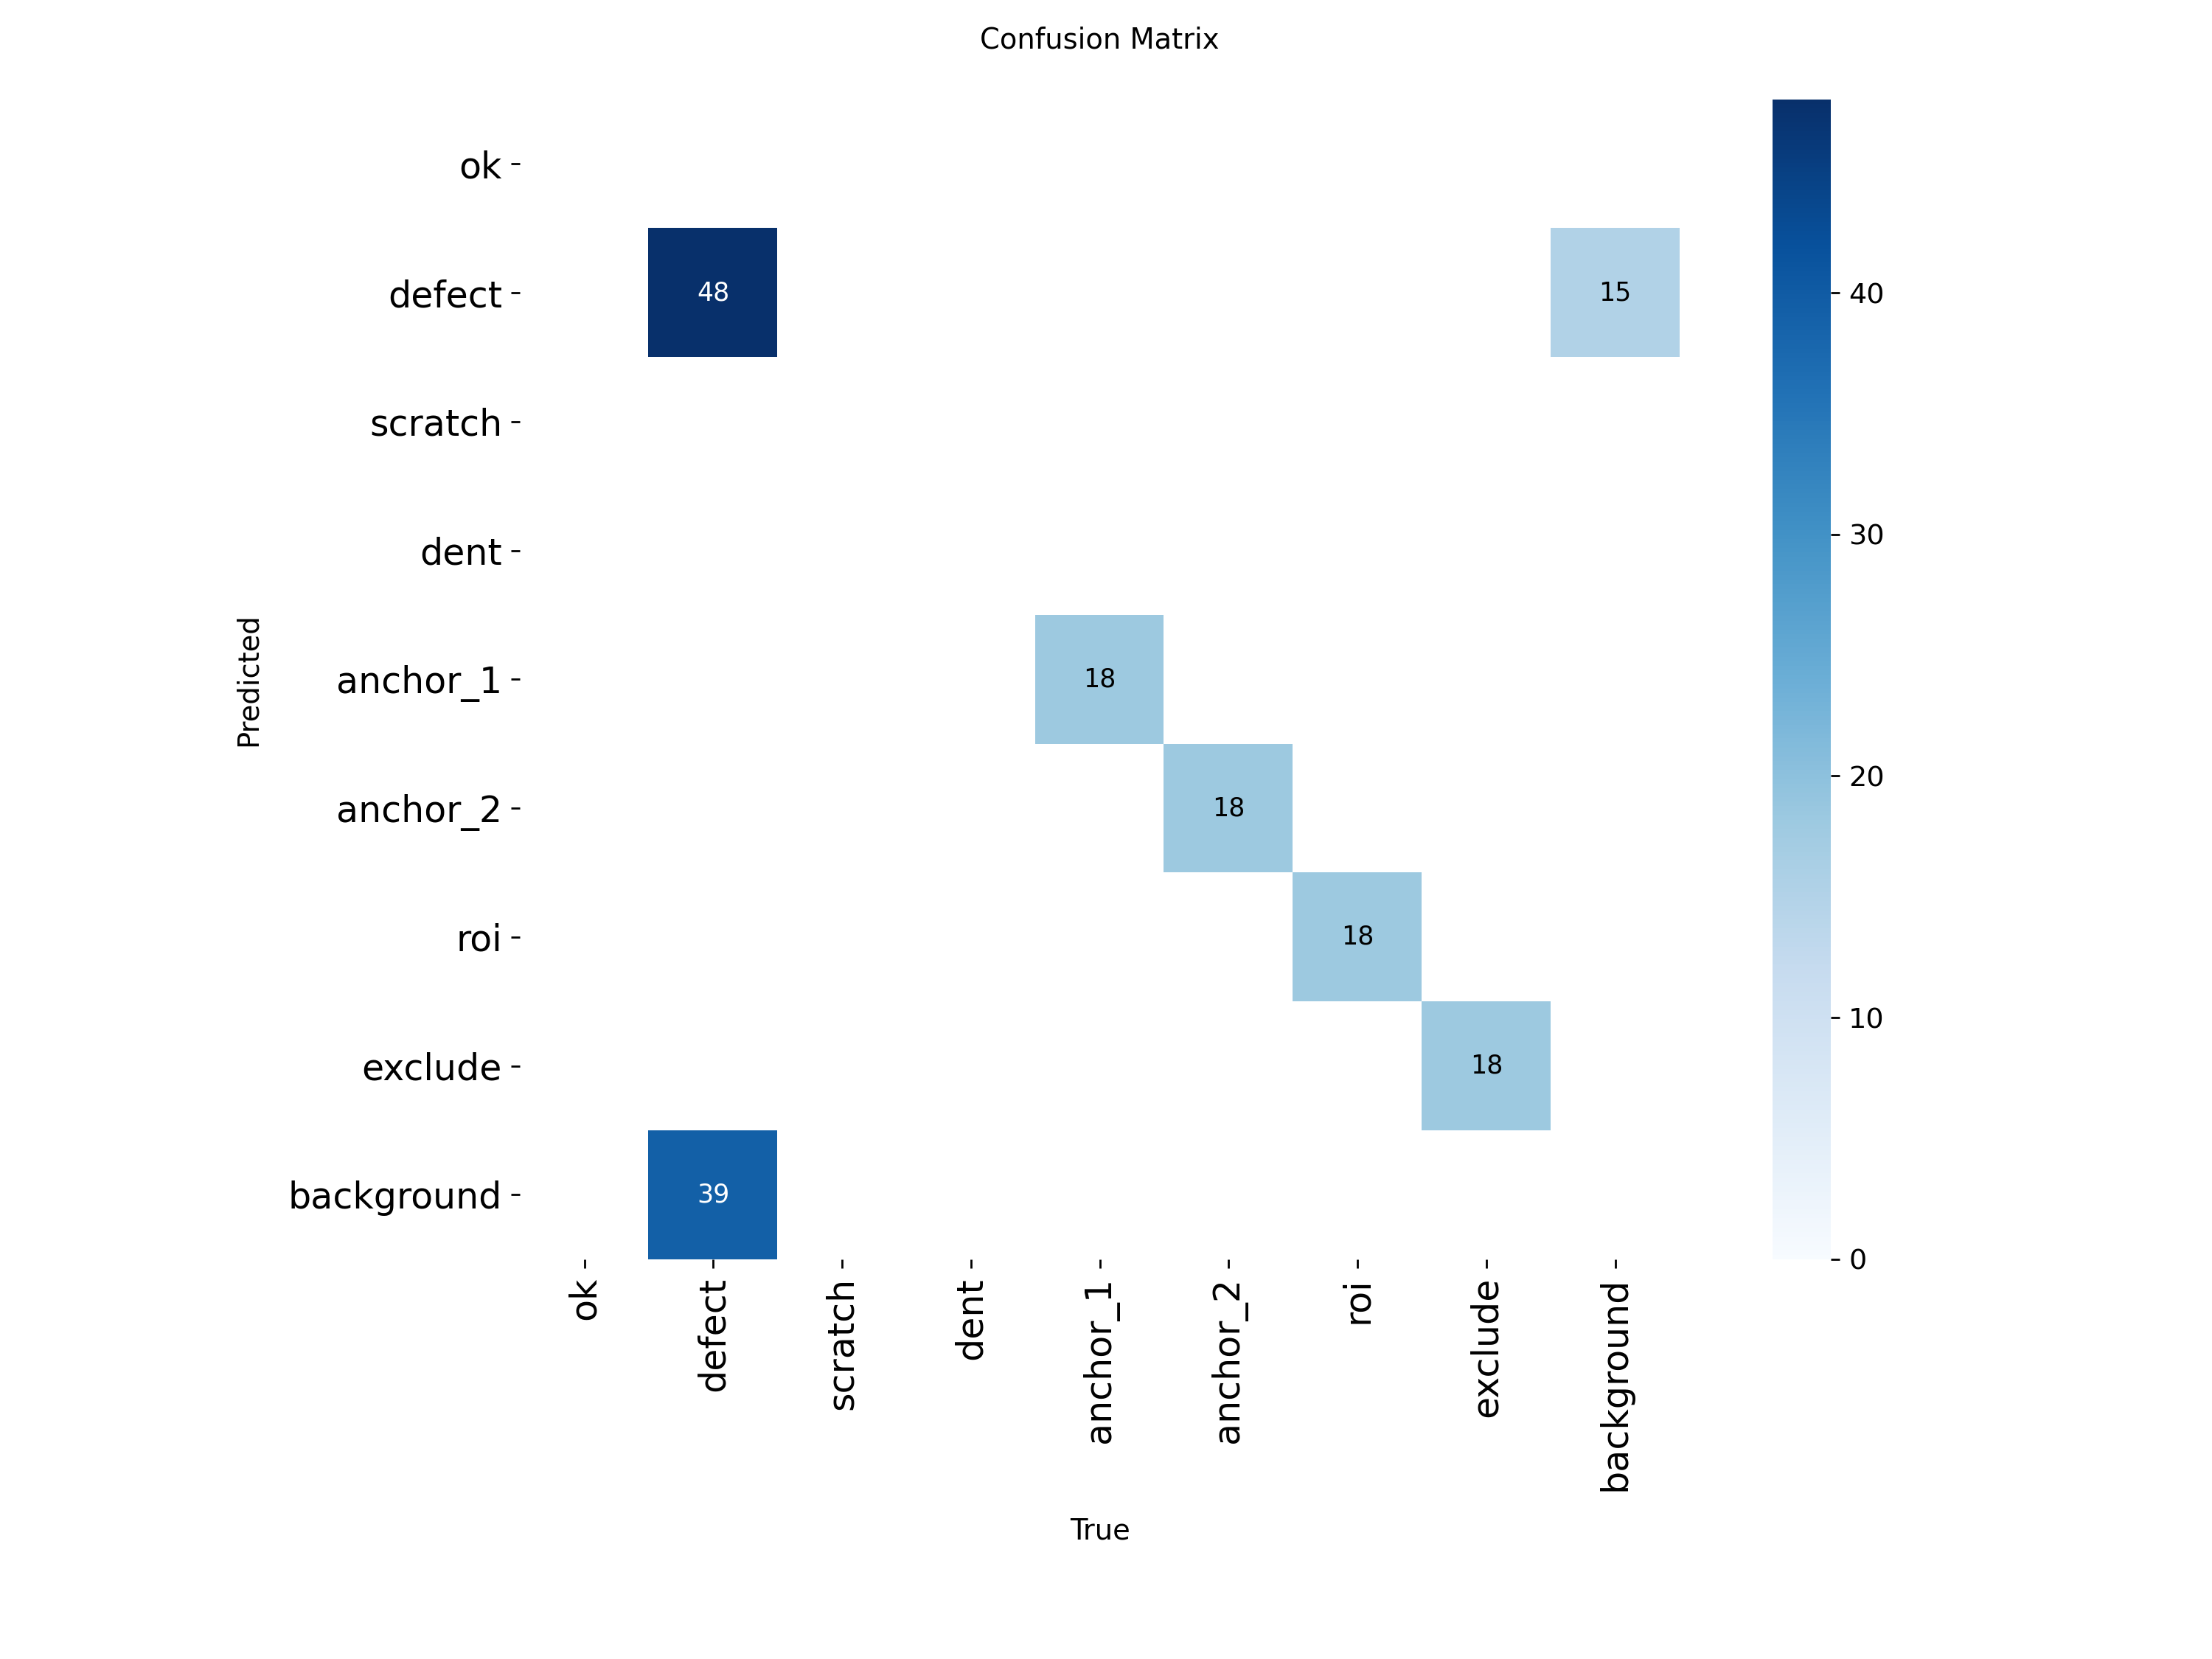 Confusion Matrix
ok
defect
scratch
dent
anchor_1
anchor_2
roi
exclude
background
Predicted
48
15
18
18
18
18
39
40
30
20
10
0
ok
defect
scratch
dent
anchor_1
anchor_2
roi
exclude
background
True